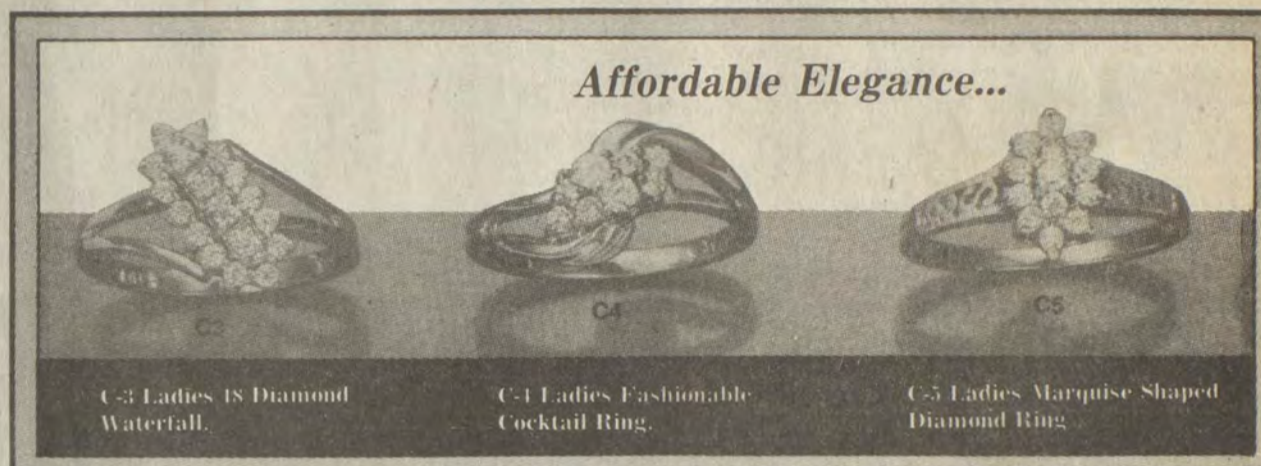 Affordable Elegance...
C3
C4
C5
C-3 Ladies 18 Diamond
Waterfall.
C-4 Ladies Fashionable
Cocktail Ring.
C-5 Ladies Marquise Shaped
Diamond Ring